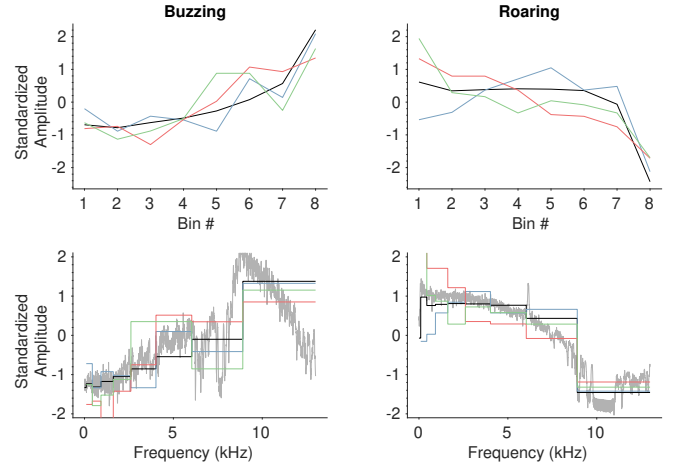 Buzzing
Roaring
Standardized
Amplitude
2
1
0
-1
-2
1 2 3 4 5 6 7 8
Bin #
2
1
0
-1
-2
1 2 3 4 5 6 7 8
Bin #
Standardized
Amplitude
2
1
0
-1
-2
0 5 10
Frequency (kHz)
Standardized
Amplitude
2
1
0
-1
-2
0 5 10
Frequency (kHz)